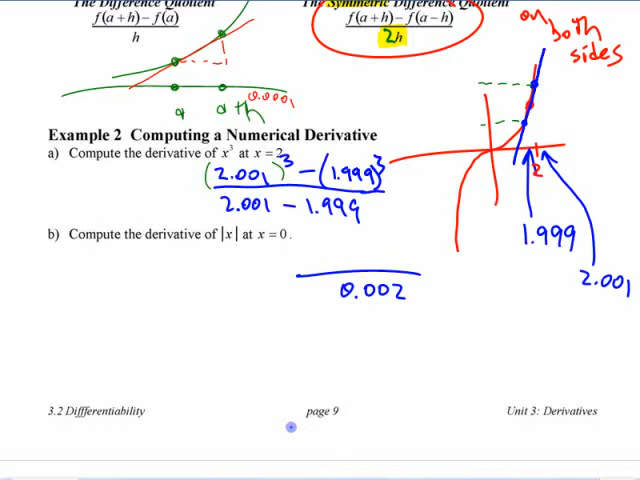 The Difference Quotient
The Symmetric Difference Quotient
f(a + h) − f(a)
h
f(a + h) − f(a − h)
2h
on both sides
a
a + h
0.0001
Example 2 Computing a Numerical Derivative
a) Compute the derivative of x³ at x = 2.
(2.001)³ − (1.999)³
2.001 − 1.999
2
1.999
2.001
b) Compute the derivative of |x| at x = 0.
0.002
3.2 Diffferentiability page 9 Unit 3: Derivatives